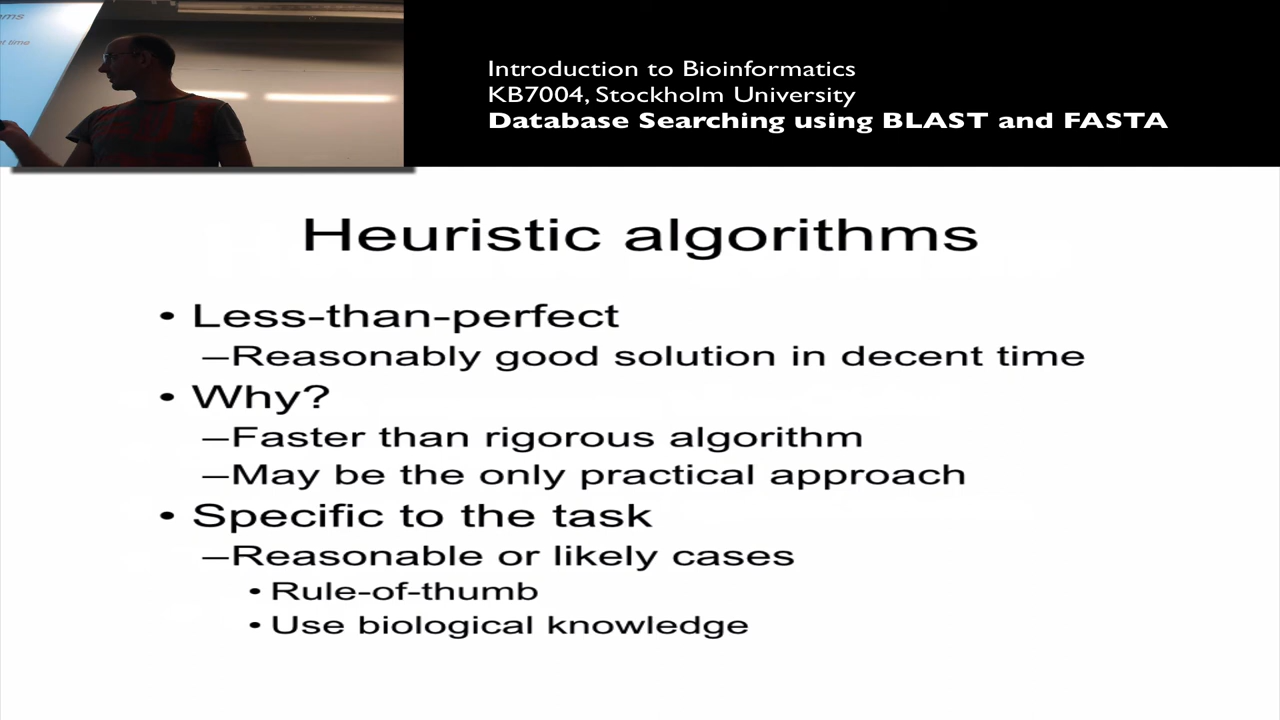 Introduction to Bioinformatics
KB7004, Stockholm University
Database Searching using BLAST and FASTA
Heuristic algorithms
• Less-than-perfect
–Reasonably good solution in decent time
• Why?
–Faster than rigorous algorithm
–May be the only practical approach
• Specific to the task
–Reasonable or likely cases
• Rule-of-thumb
• Use biological knowledge